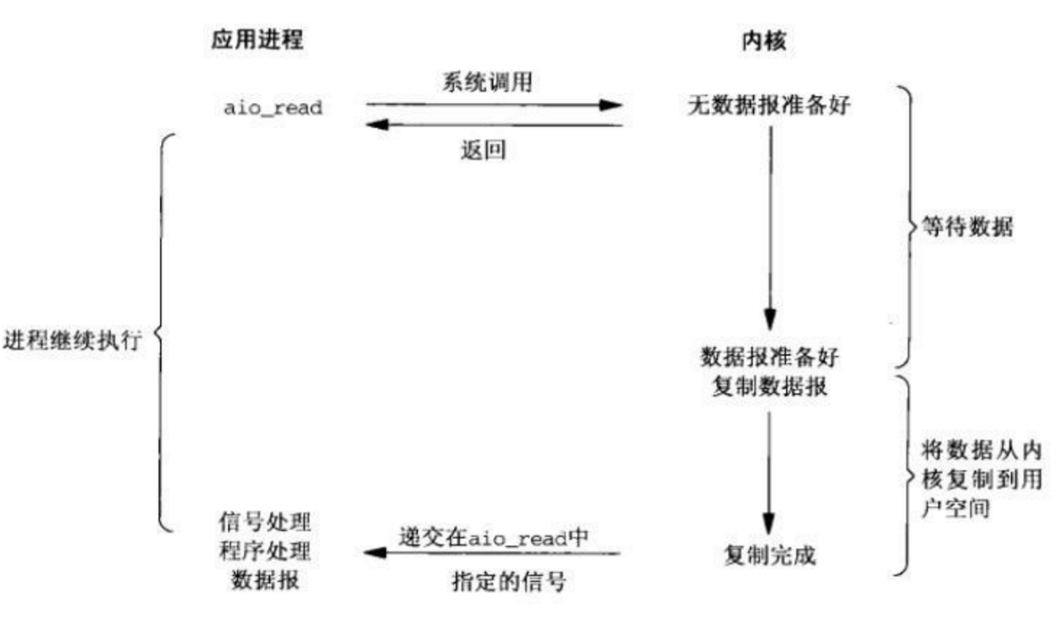 应用进程
内核
系统调用
aio_read
无数据报准备好
返回
等待数据
进程继续执行
数据报准备好
复制数据报
将数据从内
核复制到用
户空间
信号处理
程序处理
数据报
递交在aio_read中
指定的信号
复制完成